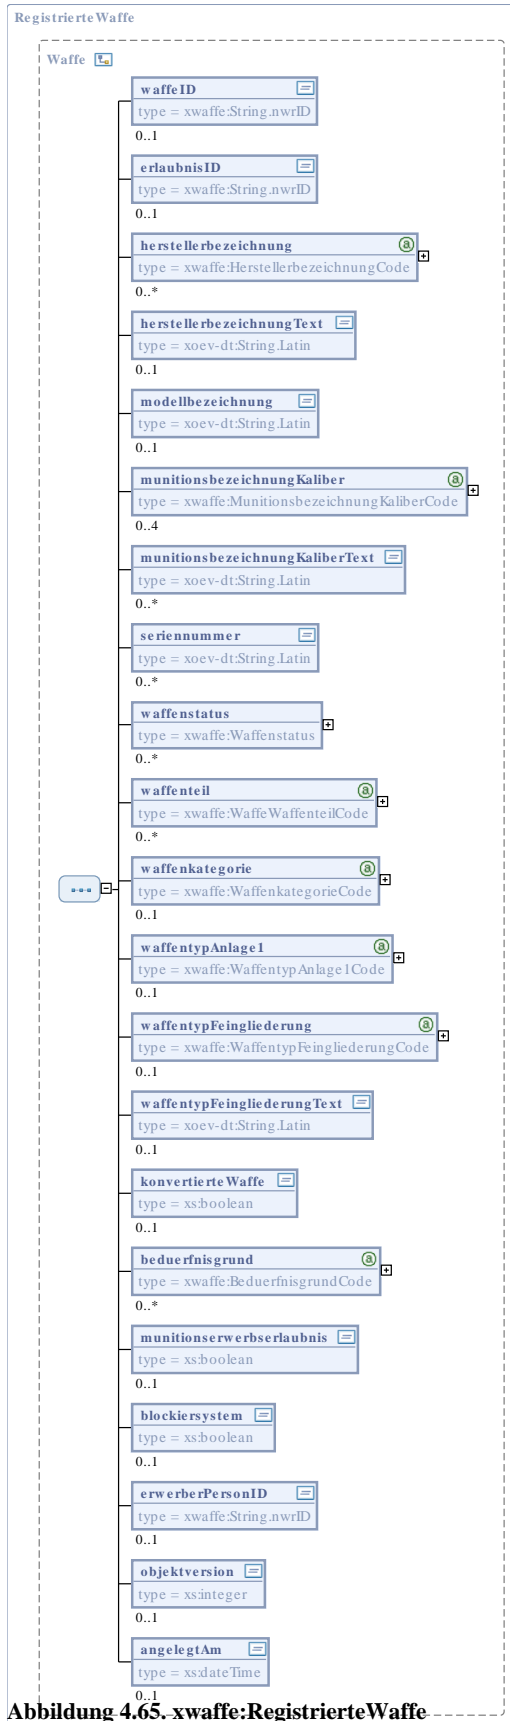 RegistrierteWaffe
Waffe
waffeID
type = xwaffe:String.nwrID
0..1
erlaubnisID
type = xwaffe:String.nwrID
0..1
herstellerbezeichnung
type = xwaffe:HerstellerbezeichnungCode
0..*
herstellerbezeichnungText
type = xoev-dt:String.Latin
0..1
modellbezeichnung
type = xoev-dt:String.Latin
0..1
munitionsbezeichnungKaliber
type = xwaffe:MunitionsbezeichnungKaliberCode
0..4
munitionsbezeichnungKaliberText
type = xoev-dt:String.Latin
0..*
seriennummer
type = xoev-dt:String.Latin
0..*
waffenstatus
type = xwaffe:Waffenstatus
0..*
waffenteil
type = xwaffe:WaffeWaffenteilCode
0..*
waffenkategorie
type = xwaffe:WaffenkategorieCode
0..1
waffentypAnlage1
type = xwaffe:WaffentypAnlage1Code
0..1
waffentypFeingliederung
type = xwaffe:WaffentypFeingliederungCode
0..1
waffentypFeingliederungText
type = xoev-dt:String.Latin
0..1
konvertierteWaffe
type = xs:boolean
0..1
beduerfnisgrund
type = xwaffe:BeduerfnisgrundCode
0..*
munitionserwerbserlaubnis
type = xs:boolean
0..1
blockiersystem
type = xs:boolean
0..1
erwerberPersonID
type = xwaffe:String.nwrID
0..1
objektversion
type = xs:integer
0..1
angelegtAm
type = xs:dateTime
0..1
Abbildung 4.65. xwaffe:RegistrierteWaffe